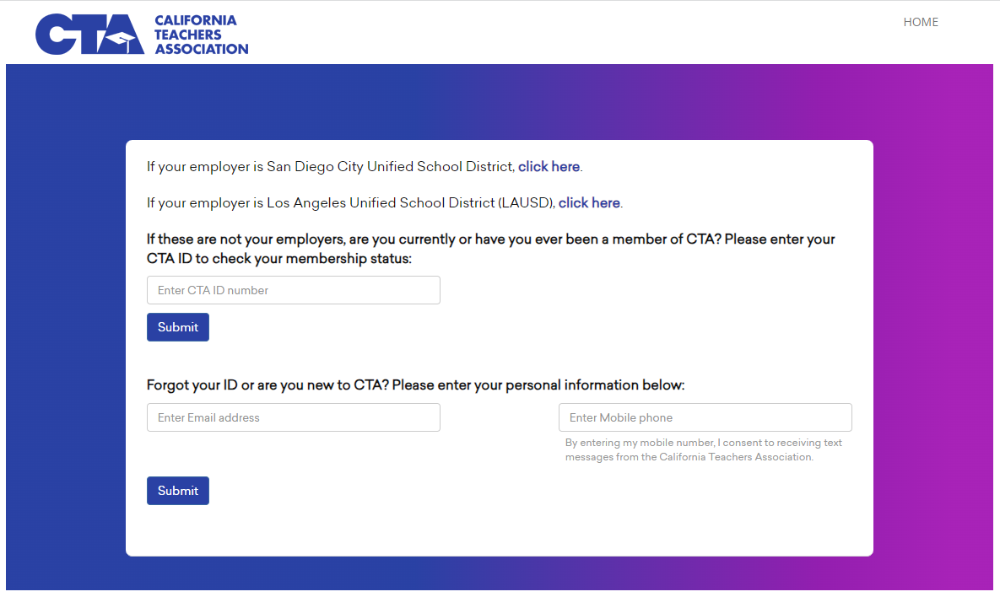 CTA
CALIFORNIA
TEACHERS
ASSOCIATION
HOME
If your employer is San Diego City Unified School District, click here.
If your employer is Los Angeles Unified School District (LAUSD), click here.
If these are not your employers, are you currently or have you ever been a member of CTA? Please enter your
CTA ID to check your membership status:
Enter CTA ID number
Submit
Forgot your ID or are you new to CTA? Please enter your personal information below:
Enter Email address
Enter Mobile phone
By entering my mobile number, I consent to receiving text
messages from the California Teachers Association.
Submit